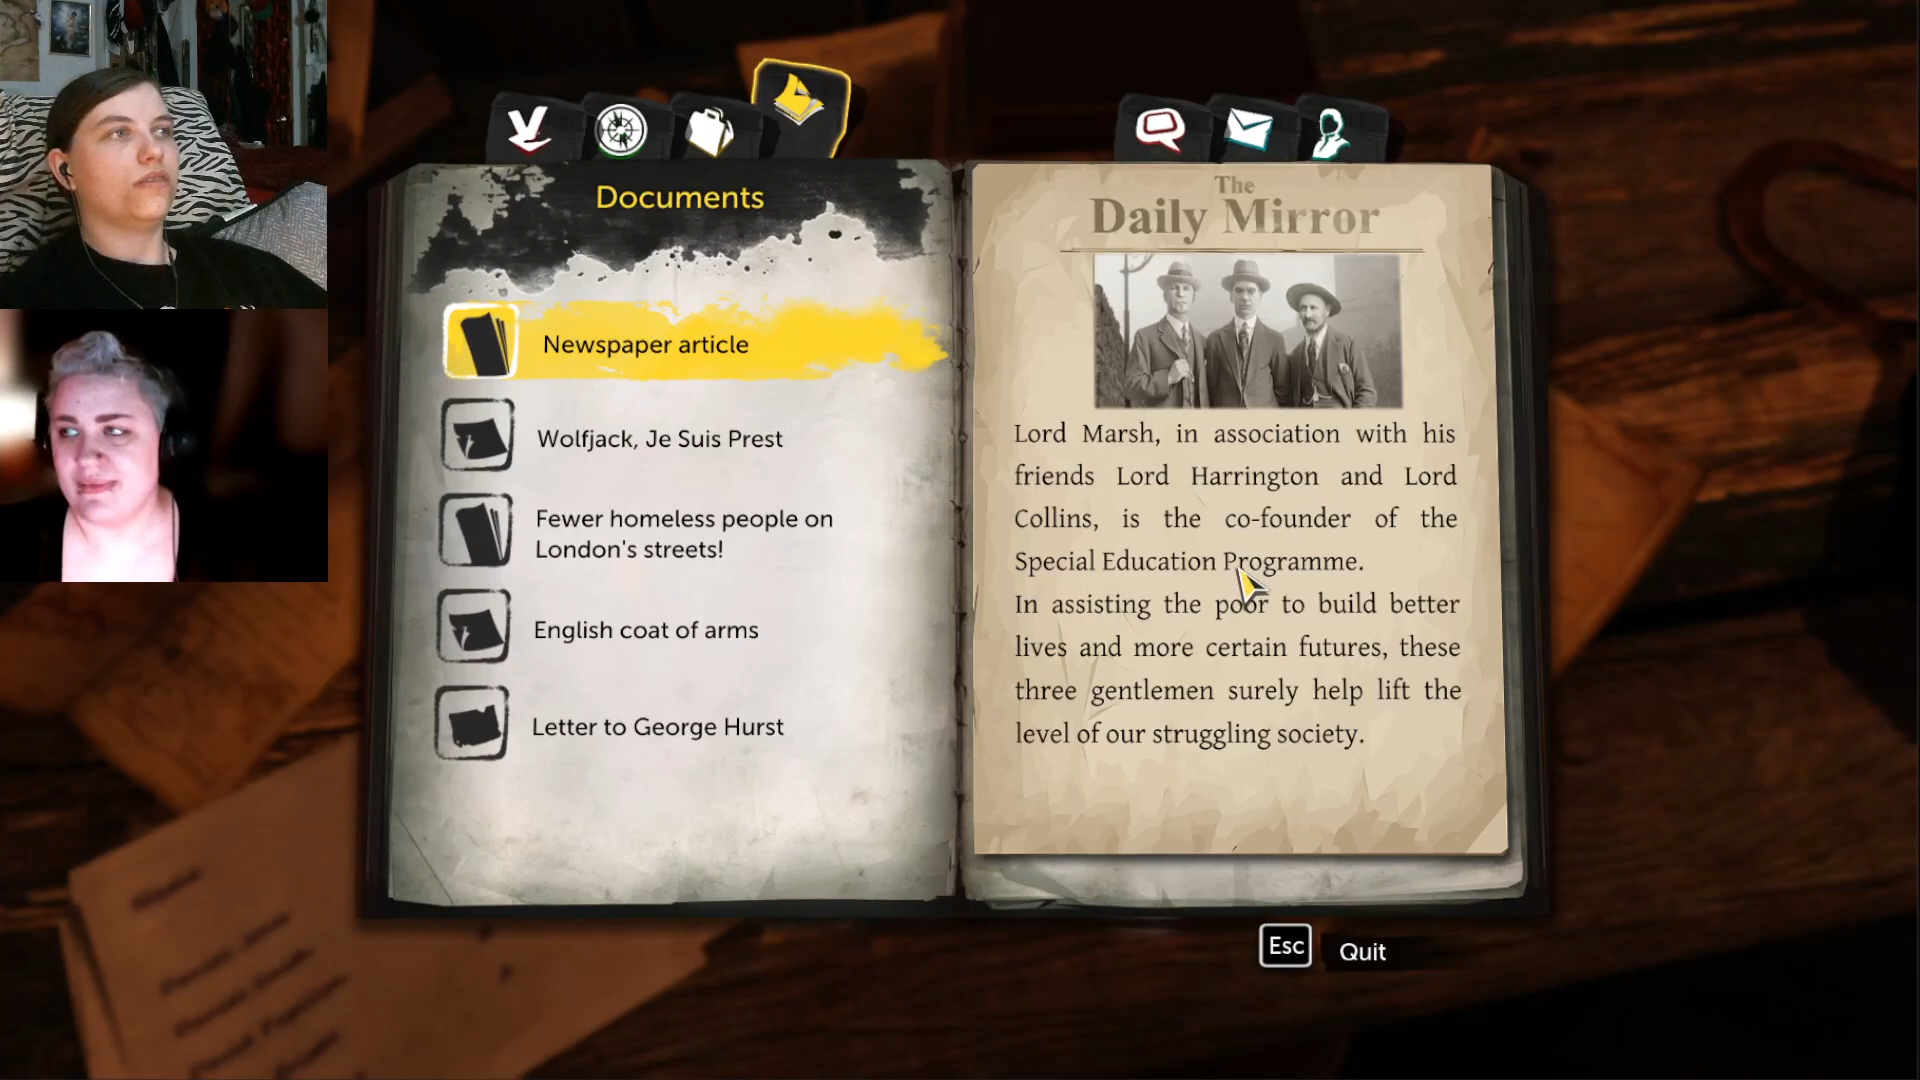 Documents
Newspaper article
Wolfjack, Je Suis Prest
Fewer homeless people on
London's streets!
English coat of arms
Letter to George Hurst
The
Daily Mirror
Lord Marsh, in association with his
friends Lord Harrington and Lord
Collins, is the co-founder of the
Special Education Programme.
In assisting the poor to build better
lives and more certain futures, these
three gentlemen surely help lift the
level of our struggling society.
Esc Quit